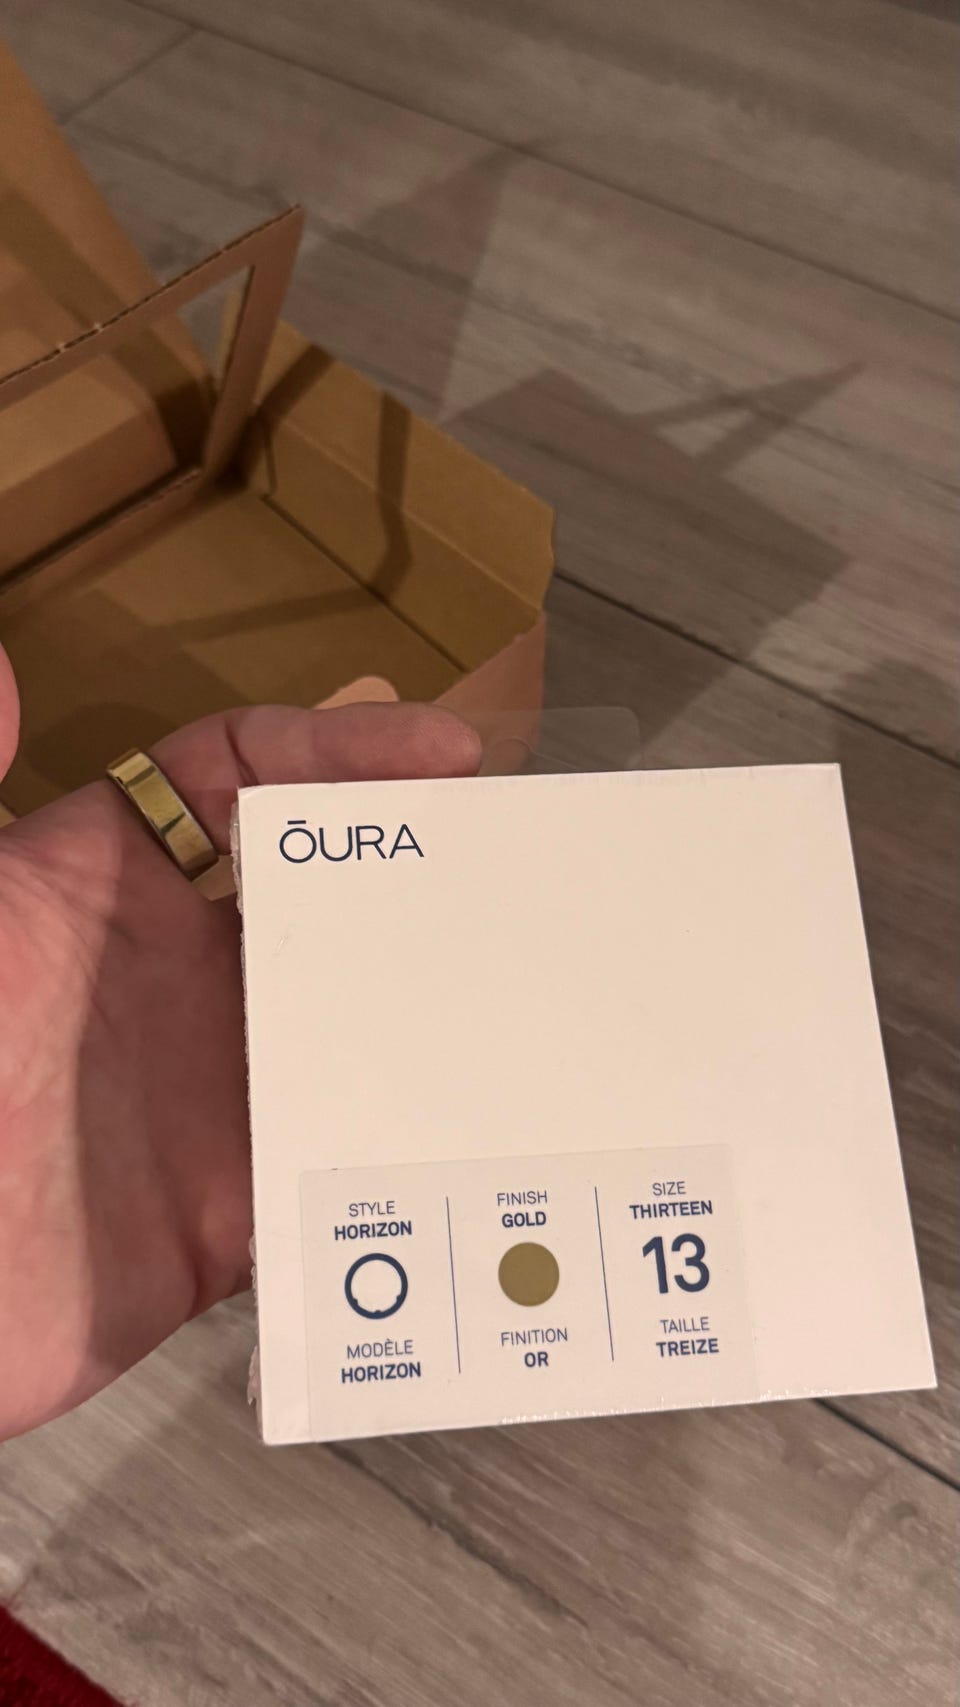 ŌURA
STYLE
HORIZON
MODÈLE
HORIZON
FINISH
GOLD
FINITION
OR
SIZE
THIRTEEN
13
TAILLE
TREIZE